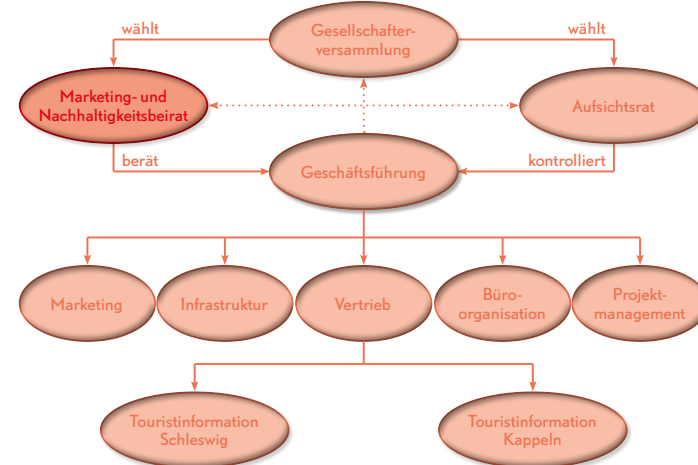 wählt
Gesellschafter-
versammlung
wählt
Marketing- und
Nachhaltigkeitsbeirat
Aufsichtsrat
berät
Geschäftsführung
kontrolliert
Marketing
Infrastruktur
Vertrieb
Büro-
organisation
Projekt-
management
Touristinformation
Schleswig
Touristinformation
Kappeln